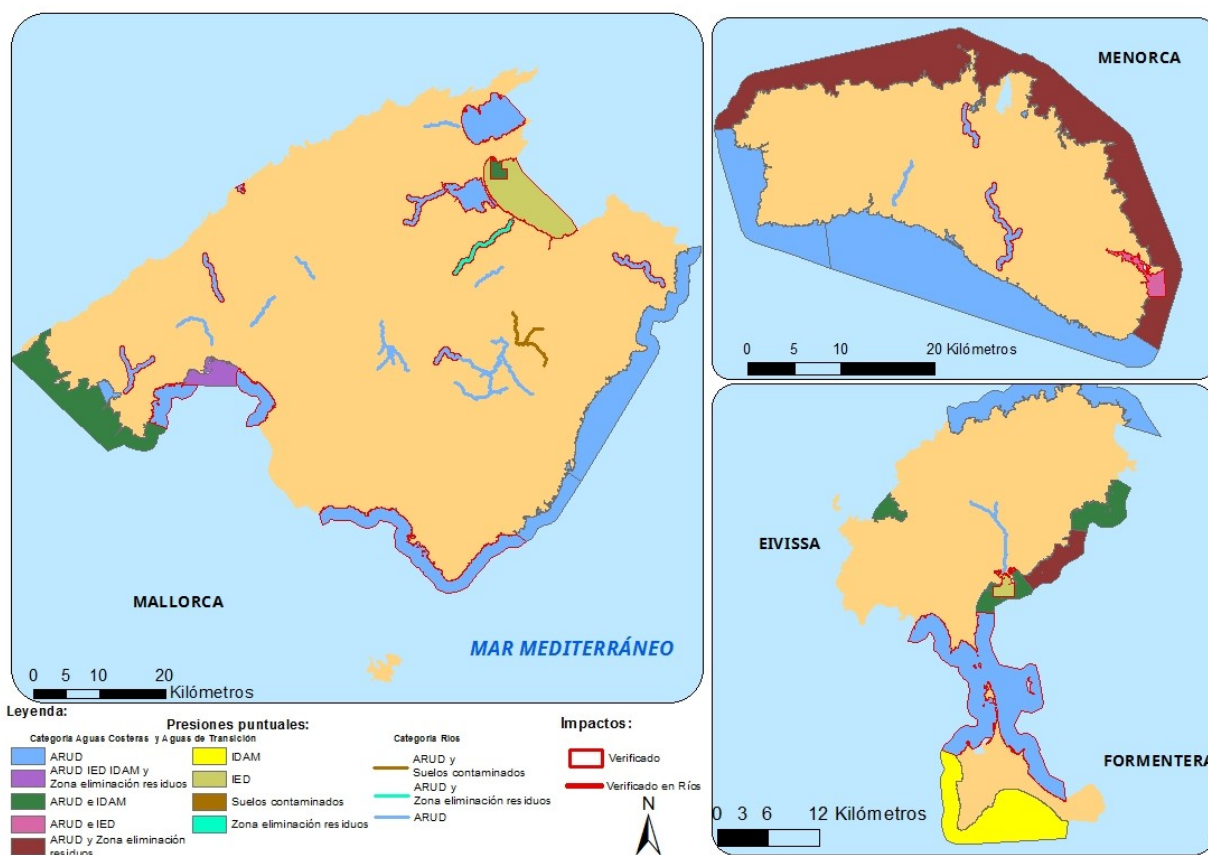 MENORCA
0 5 10 20 Kilómetros
MALLORCA
MAR MEDITERRÁNEO
0 5 10 20
Kilómetros
EIVISSA
FORMENTERA
0 3 6 12 Kilómetros
Leyenda:
Presiones puntuales:
Impactos:
Categoría Aguas Costeras y Aguas de Transición
ARUD
ARUD IED IDAM y
Zona eliminación residuos
ARUD e IDAM
ARUD e IED
ARUD y Zona eliminación
residuos
IDAM
IED
Suelos contaminados
Zona eliminación residuos
Categoría Ríos
ARUD y
Suelos contaminados
ARUD y
Zona eliminación residuos
ARUD
Verificado
Verificado en Ríos
N